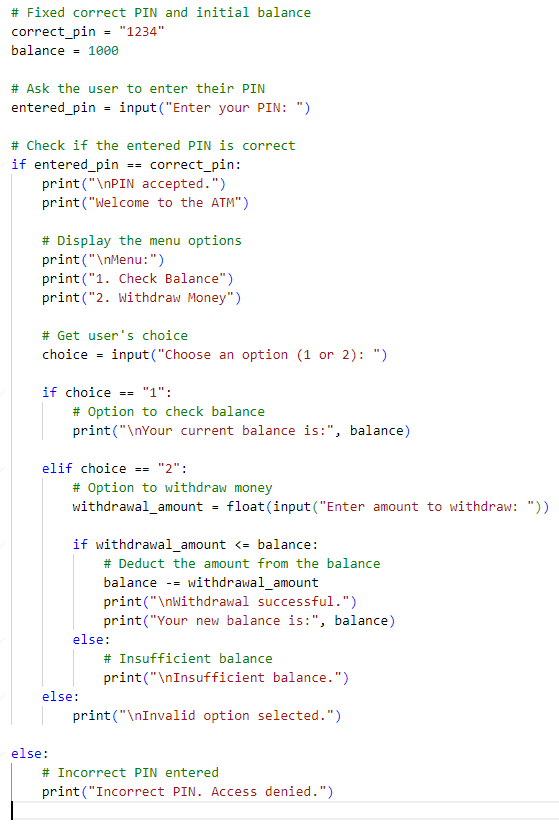 # Fixed correct PIN and initial balance
correct_pin = "1234"
balance = 1000

# Ask the user to enter their PIN
entered_pin = input("Enter your PIN: ")

# Check if the entered PIN is correct
if entered_pin == correct_pin:
    print("\nPIN accepted.")
    print("Welcome to the ATM")

    # Display the menu options
    print("\nMenu:")
    print("1. Check Balance")
    print("2. Withdraw Money")

    # Get user's choice
    choice = input("Choose an option (1 or 2): ")

    if choice == "1":
        # Option to check balance
        print("\nYour current balance is:", balance)

    elif choice == "2":
        # Option to withdraw money
        withdrawal_amount = float(input("Enter amount to withdraw: "))

        if withdrawal_amount <= balance:
            # Deduct the amount from the balance
            balance -= withdrawal_amount
            print("\nWithdrawal successful.")
            print("Your new balance is:", balance)
        else:
            # Insufficient balance
            print("\nInsufficient balance.")
    else:
        print("\nInvalid option selected.")

else:
    # Incorrect PIN entered
    print("Incorrect PIN. Access denied.")